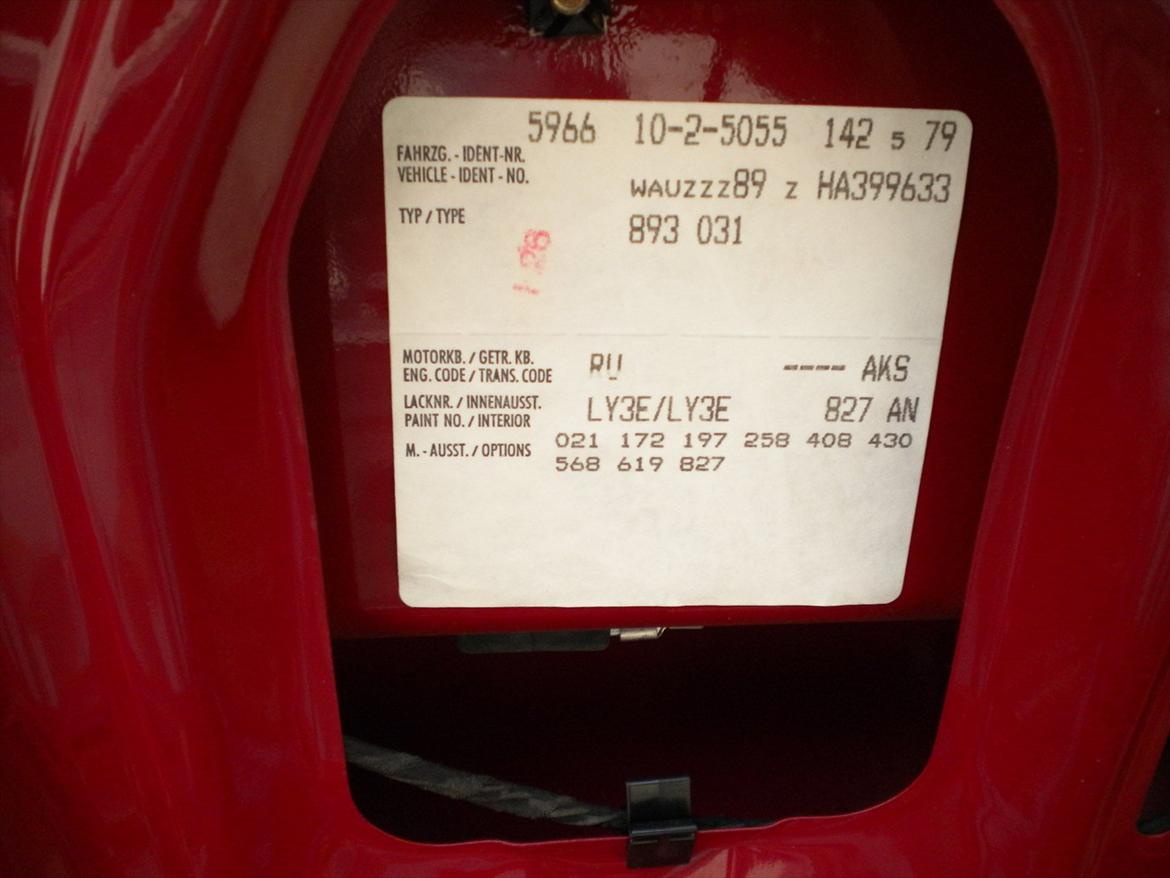 5966 10-2-5055 142 5 79
FAHRZG. - IDENT-NR.
VEHICLE - IDENT - NO.
WAUZZZ89 Z HA399633
TYP / TYPE
893 031
MOTORKB. / GETR. KB.
ENG. CODE / TRANS. CODE
RU ---- AKS
LACKNR. / INNENAUSST.
PAINT NO. / INTERIOR
LY3E/LY3E 827 AN
M. - AUSST. / OPTIONS
021 172 197 258 408 430
568 619 827